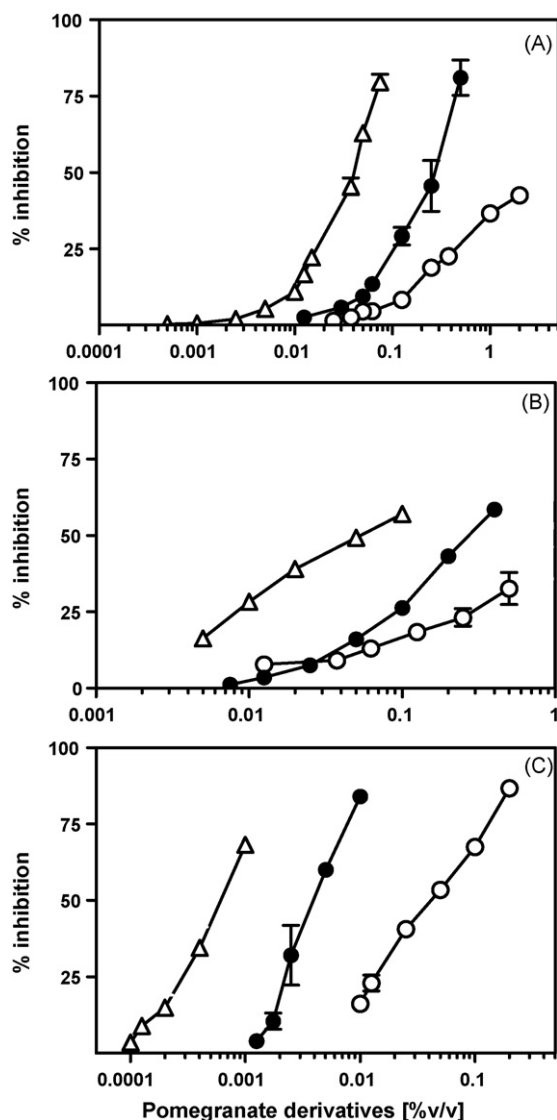 100
(A)
75
50
25
% inhibition
0.0001 0.001 0.01 0.1 1
100
(B)
75
50
25
0
% inhibition
0.001 0.01 0.1 1
100
(C)
75
50
25
% inhibition
0.0001 0.001 0.01 0.1
Pomegranate derivatives [%v/v]